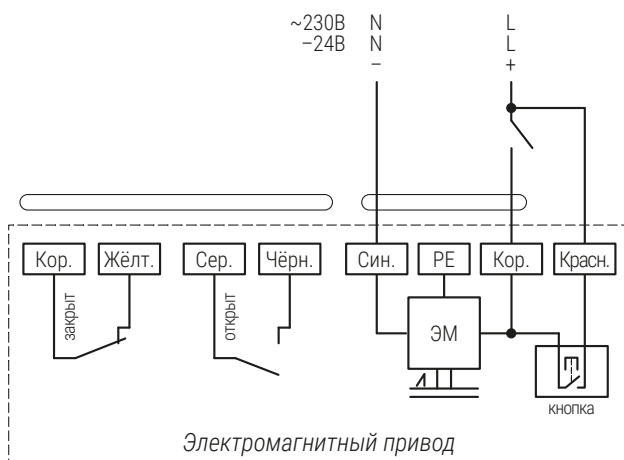 ~230В N L
−24В N L
− +
Кор. Жёлт. Сер. Чёрн. Син. PE Кор. Красн.
закрыт
открыт
ЭМ
кнопка
Электромагнитный привод